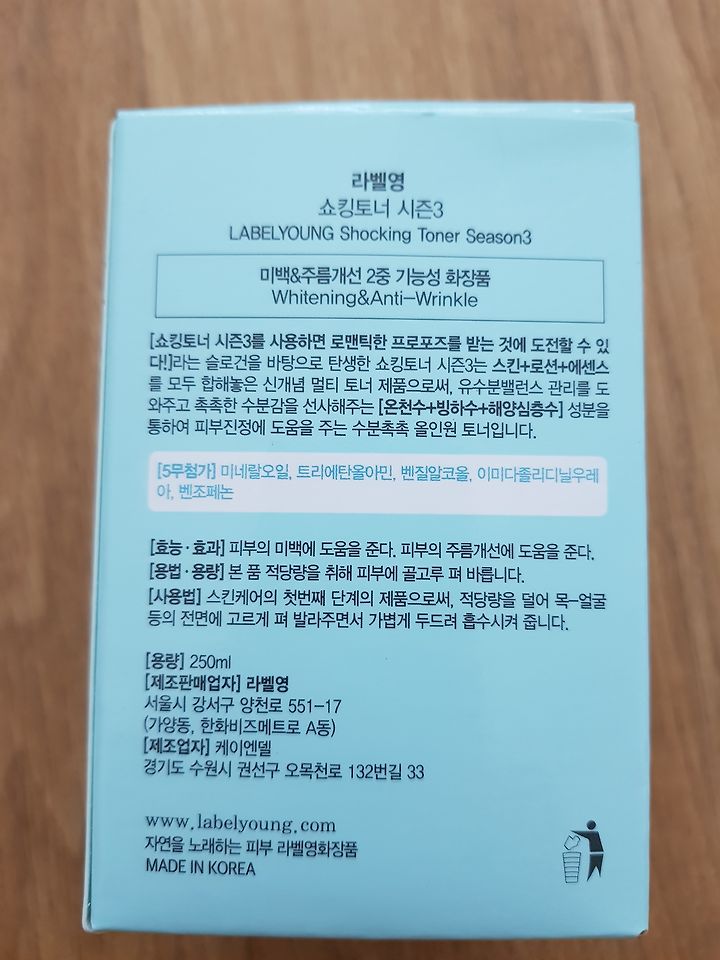 라벨영
쇼킹토너 시즌3
LABELYOUNG Shocking Toner Season3
미백&주름개선 2중 기능성 화장품
Whitening&Anti-Wrinkle
[쇼킹토너 시즌3를 사용하면 로맨틱한 프로포즈를 받는 것에 도전할 수 있
다!]라는 슬로건을 바탕으로 탄생한 쇼킹토너 시즌3는 스킨+로션+에센스
를 모두 합해놓은 신개념 멀티 토너 제품으로써, 유수분밸런스 관리를 도
와주고 촉촉한 수분감을 선사해주는 [온천수+빙하수+해양심층수] 성분을
통하여 피부진정에 도움을 주는 수분촉촉 올인원 토너입니다.
[5무첨가] 미네랄오일, 트리에탄올아민, 벤질알코올, 이미다졸리디닐우레
아, 벤조페논
[효능·효과] 피부의 미백에 도움을 준다. 피부의 주름개선에 도움을 준다.
[용법·용량] 본 품 적당량을 취해 피부에 골고루 펴 바릅니다.
[사용법] 스킨케어의 첫번째 단계의 제품으로써, 적당량을 덜어 목-얼굴
등의 전면에 고르게 펴 발라주면서 가볍게 두드려 흡수시켜 줍니다.
[용량] 250ml
[제조판매업자] 라벨영
서울시 강서구 양천로 551-17
(가양동, 한화비즈메트로 A동)
[제조업자] 케이엔델
경기도 수원시 권선구 오목천로 132번길 33
www.labelyoung.com
자연을 노래하는 피부 라벨영화장품
MADE IN KOREA